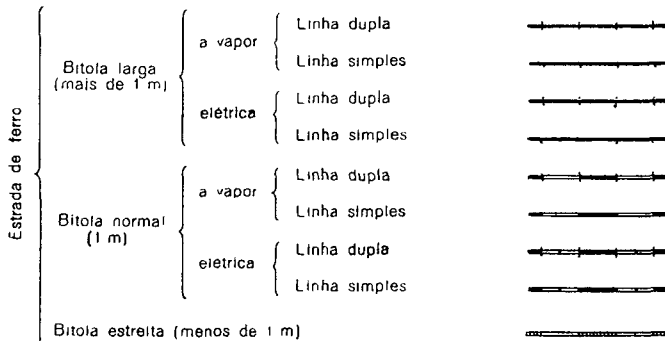 Estrada de ferro
Bitola larga
(mais de 1 m)
a vapor
Linha dupla
Linha simples
elétrica
Linha dupla
Linha simples
Bitola normal
(1 m)
a vapor
Linha dupla
Linha simples
elétrica
Linha dupla
Linha simples
Bitola estreita (menos de 1 m)